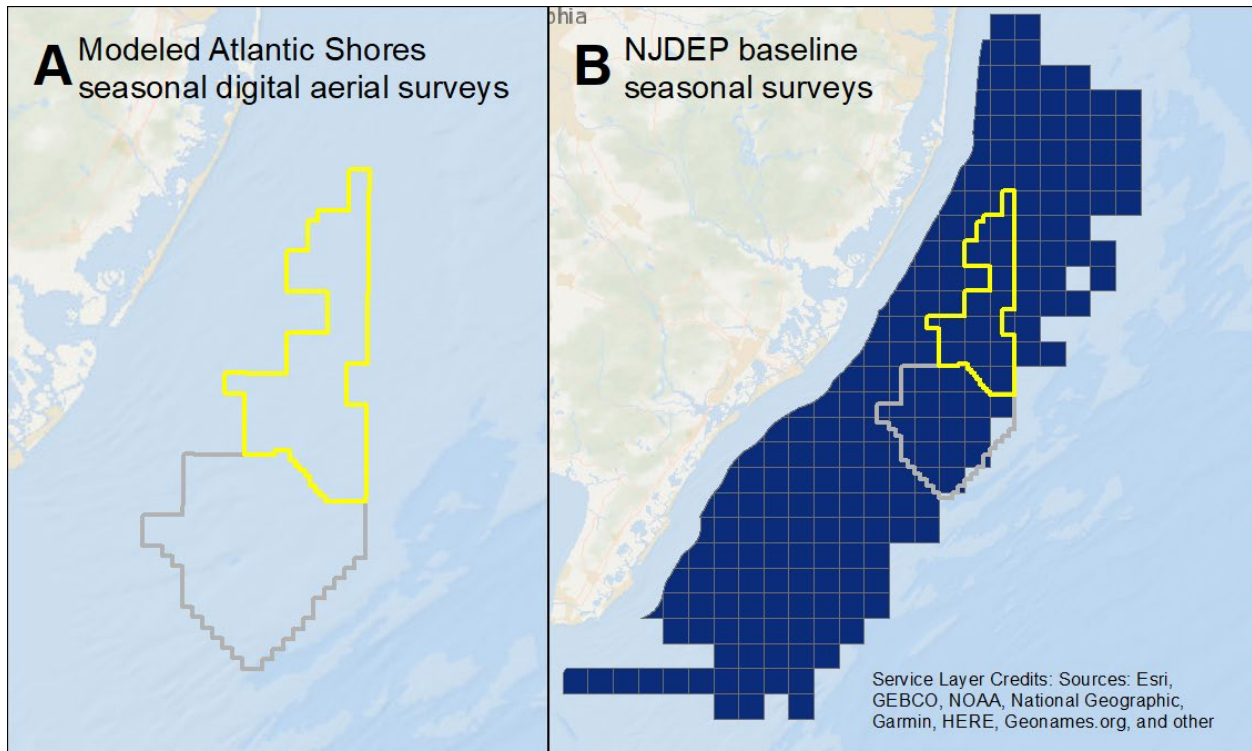 A Modeled Atlantic Shores
seasonal digital aerial surveys
phia
B NJDEP baseline
seasonal surveys
Service Layer Credits: Sources: Esri,
GEBCO, NOAA, National Geographic,
Garmin, HERE, Geonames.org, and other